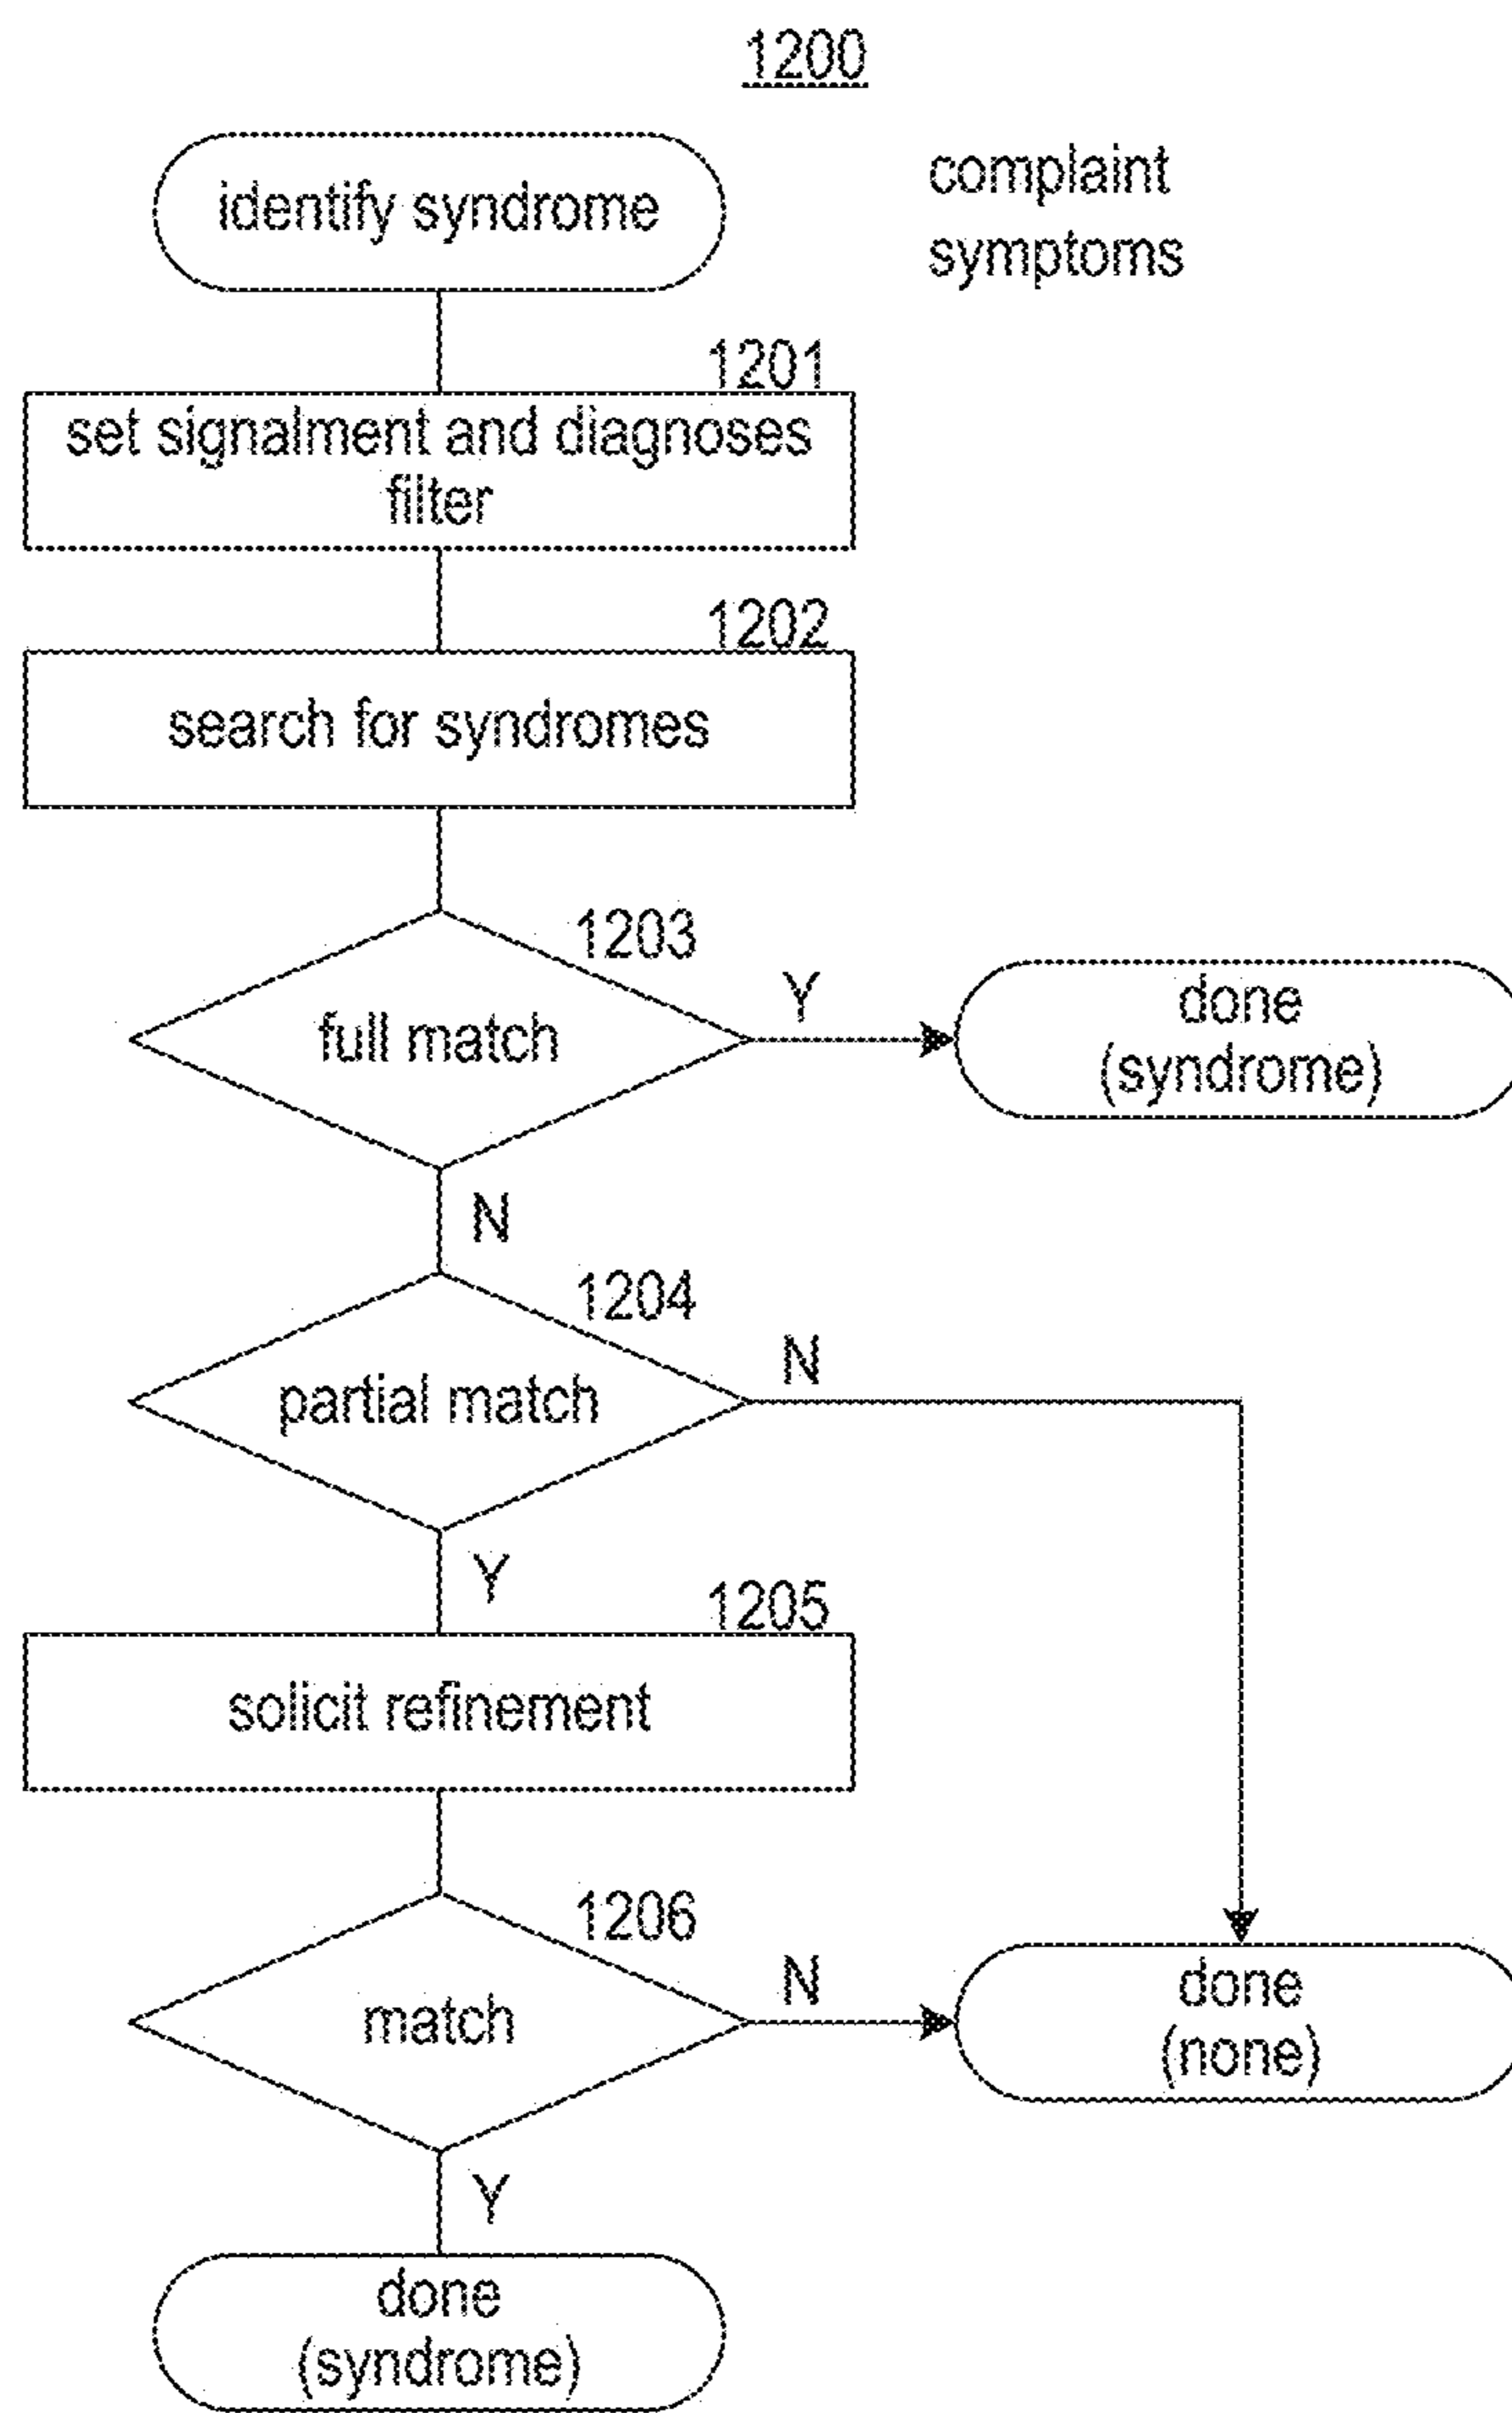 1200
identify syndrome
complaint
symptoms
1201
set signalment and diagnoses
filter
1202
search for syndromes
1203
full match
Y
done
(syndrome)
N
1204
partial match
N
Y
1205
solicit refinement
1206
match
N
done
(none)
Y
done
(syndrome)